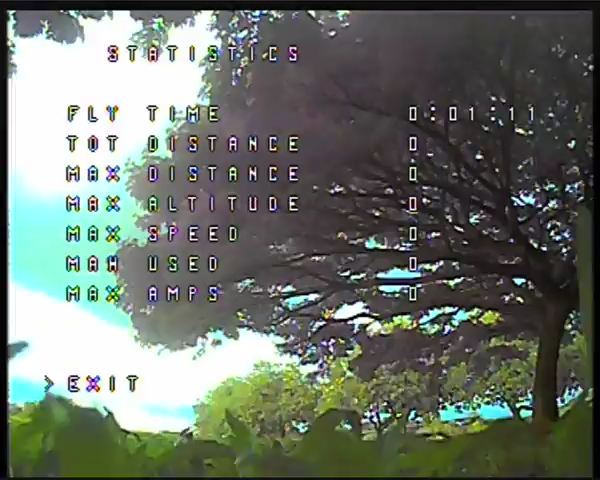 STATISTICS
FLY TIME 0:01:11
TOT DISTANCE 0
MAX DISTANCE 0
MAX ALTITUDE 0
MAX SPEED 0
MAH USED 0
MAX AMPS 0
> EXIT